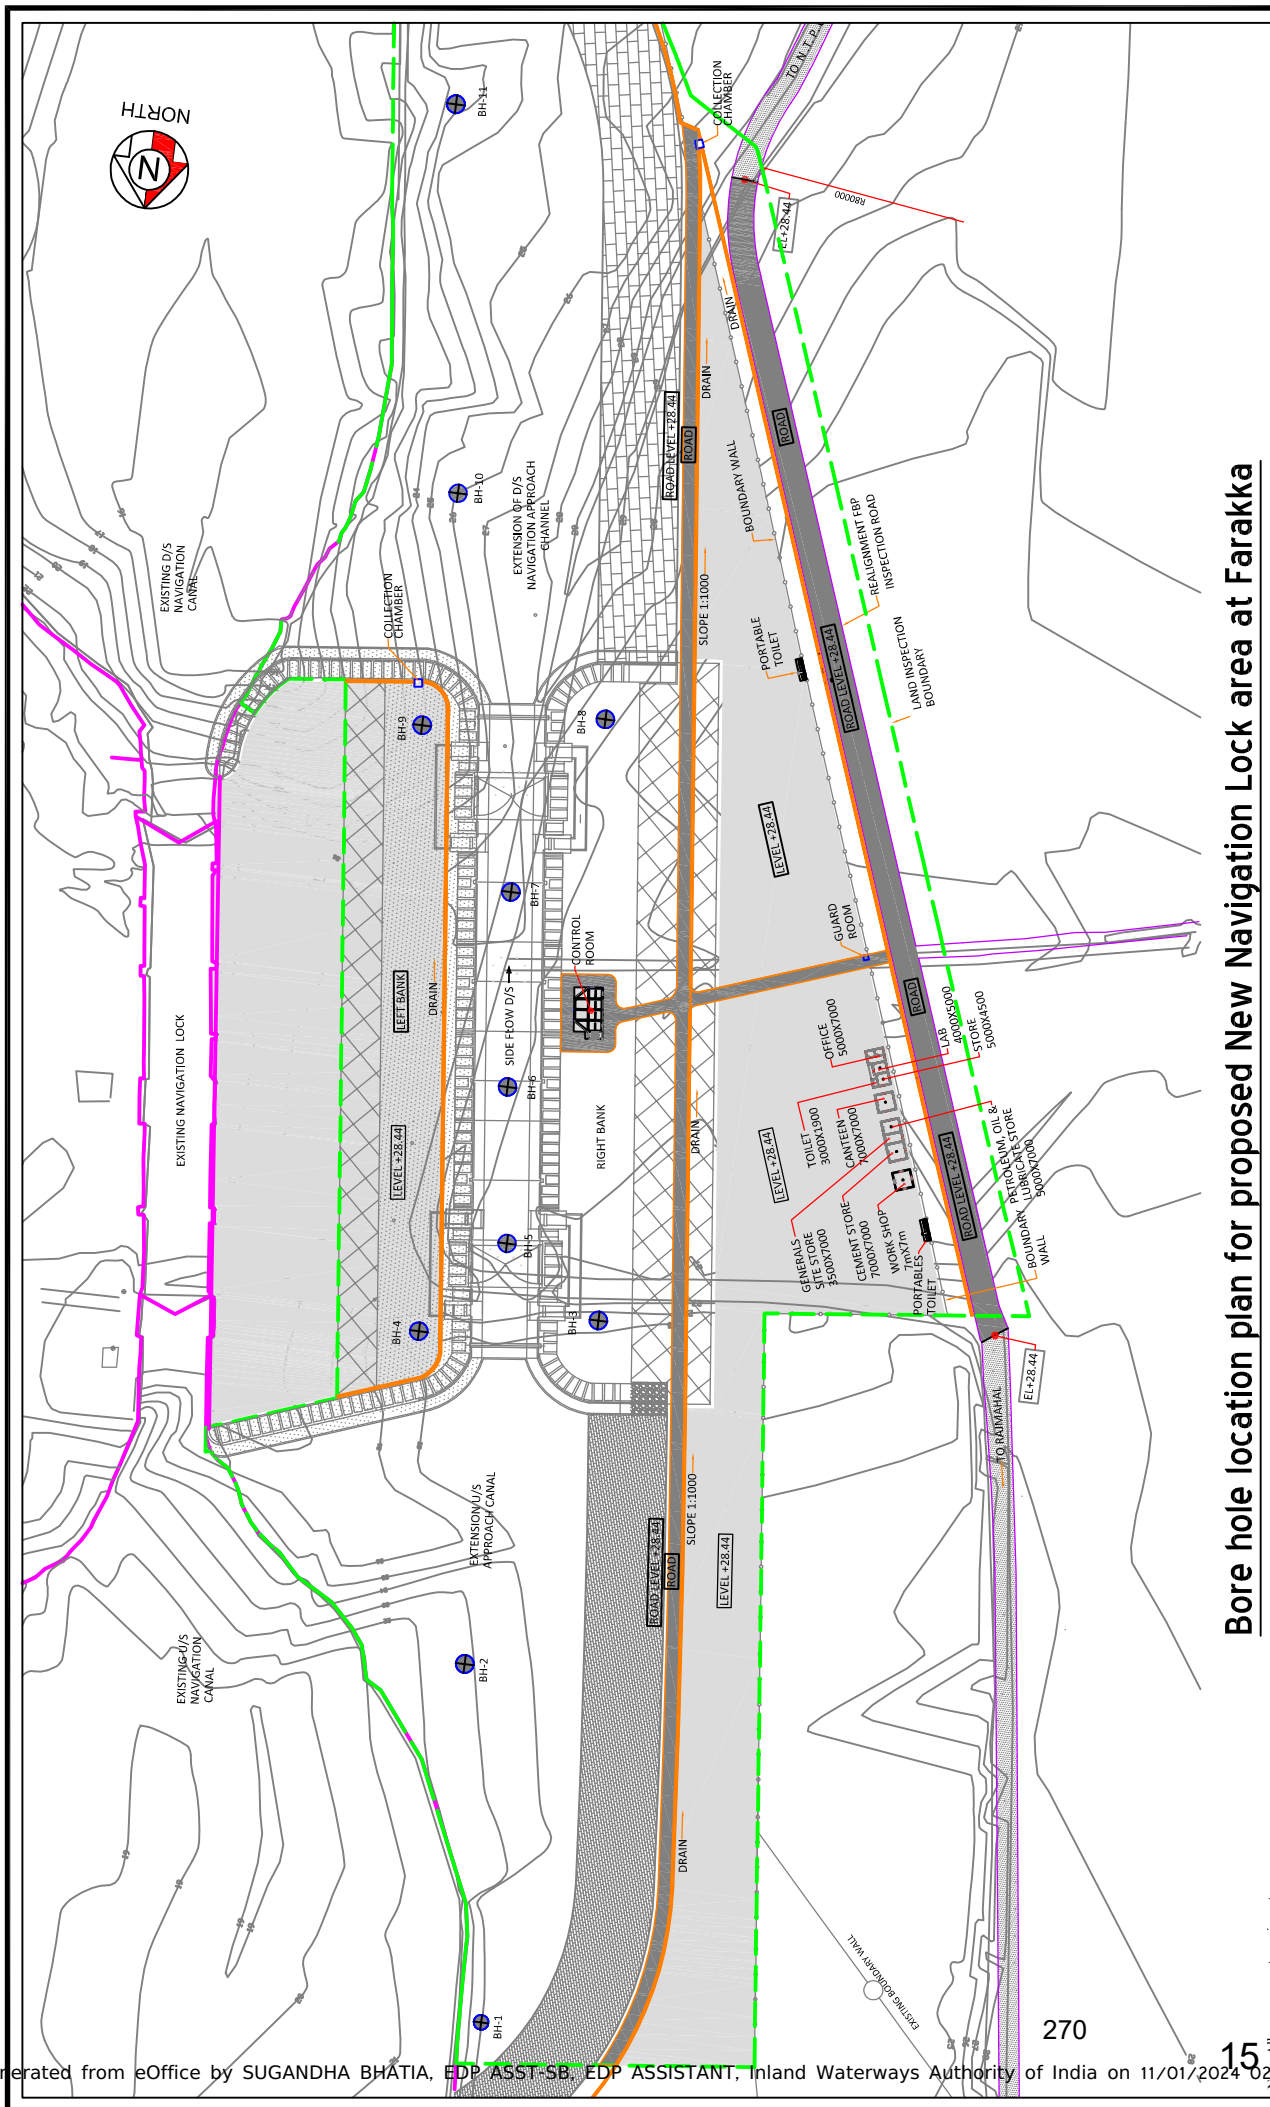 NORTH
N
BH-11
COLLECTION
CHAMBER
TO N.T.P
EL+28.44
R80000
DRAIN
DRAIN
ROAD LEVEL +28.44
ROAD
ROAD
BOUNDARY WALL
BH-10
EXTENSION OF D/S
NAVIGATION APPROACH
CHANNEL
EXISTING D/S
NAVIGATION
CANAL
COLLECTION
CHAMBER
SLOPE 1:1000
REALIGNMENT FBP
INSPECTION ROAD
PORTABLE
TOILET
ROAD LEVEL +28.44
LAND INSPECTION
BOUNDARY
BH-9
BH-8
LEVEL +28.44
BH-7
GUARD
ROOM
CONTROL
ROOM
LEFT BANK
DRAIN
SIDE FLOW D/S
ROAD
EXISTING NAVIGATION LOCK
OFFICE
5000X7000
LAB
4000X5000
STORE
5000X4500
BH-6
LEVEL +28.44
RIGHT BANK
DRAIN
LEVEL +28.44
TOILET
3000X1900
CANTEEN
7000X7000
PETROLEUM, OIL &
LUBRICATE STORE
5000X7000
ROAD LEVEL +28.44
GENERALS
SITE STORE
3500X7000
CEMENT STORE
7000X7000
WORK SHOP
7mX7m
PORTABLES
TOILET
BOUNDARY
WALL
BH-5
BH-4
BH-3
EL+28.44
TO RAJMAHAL
EXTENSION U/S
APPROACH CANAL
SLOPE 1:1000
ROAD LEVEL +28.44
ROAD
LEVEL +28.44
EXISTING U/S
NAVIGATION
CANAL
BH-2
DRAIN
EXISTING BOUNDARY WALL
BH-1
Bore hole location plan for proposed New Navigation Lock area at Farakka
270
15
nerated from eOffice by SUGANDHA BHATIA, EDP ASST-SB, EDP ASSISTANT, Inland Waterways Authority of India on 11/01/2024 02